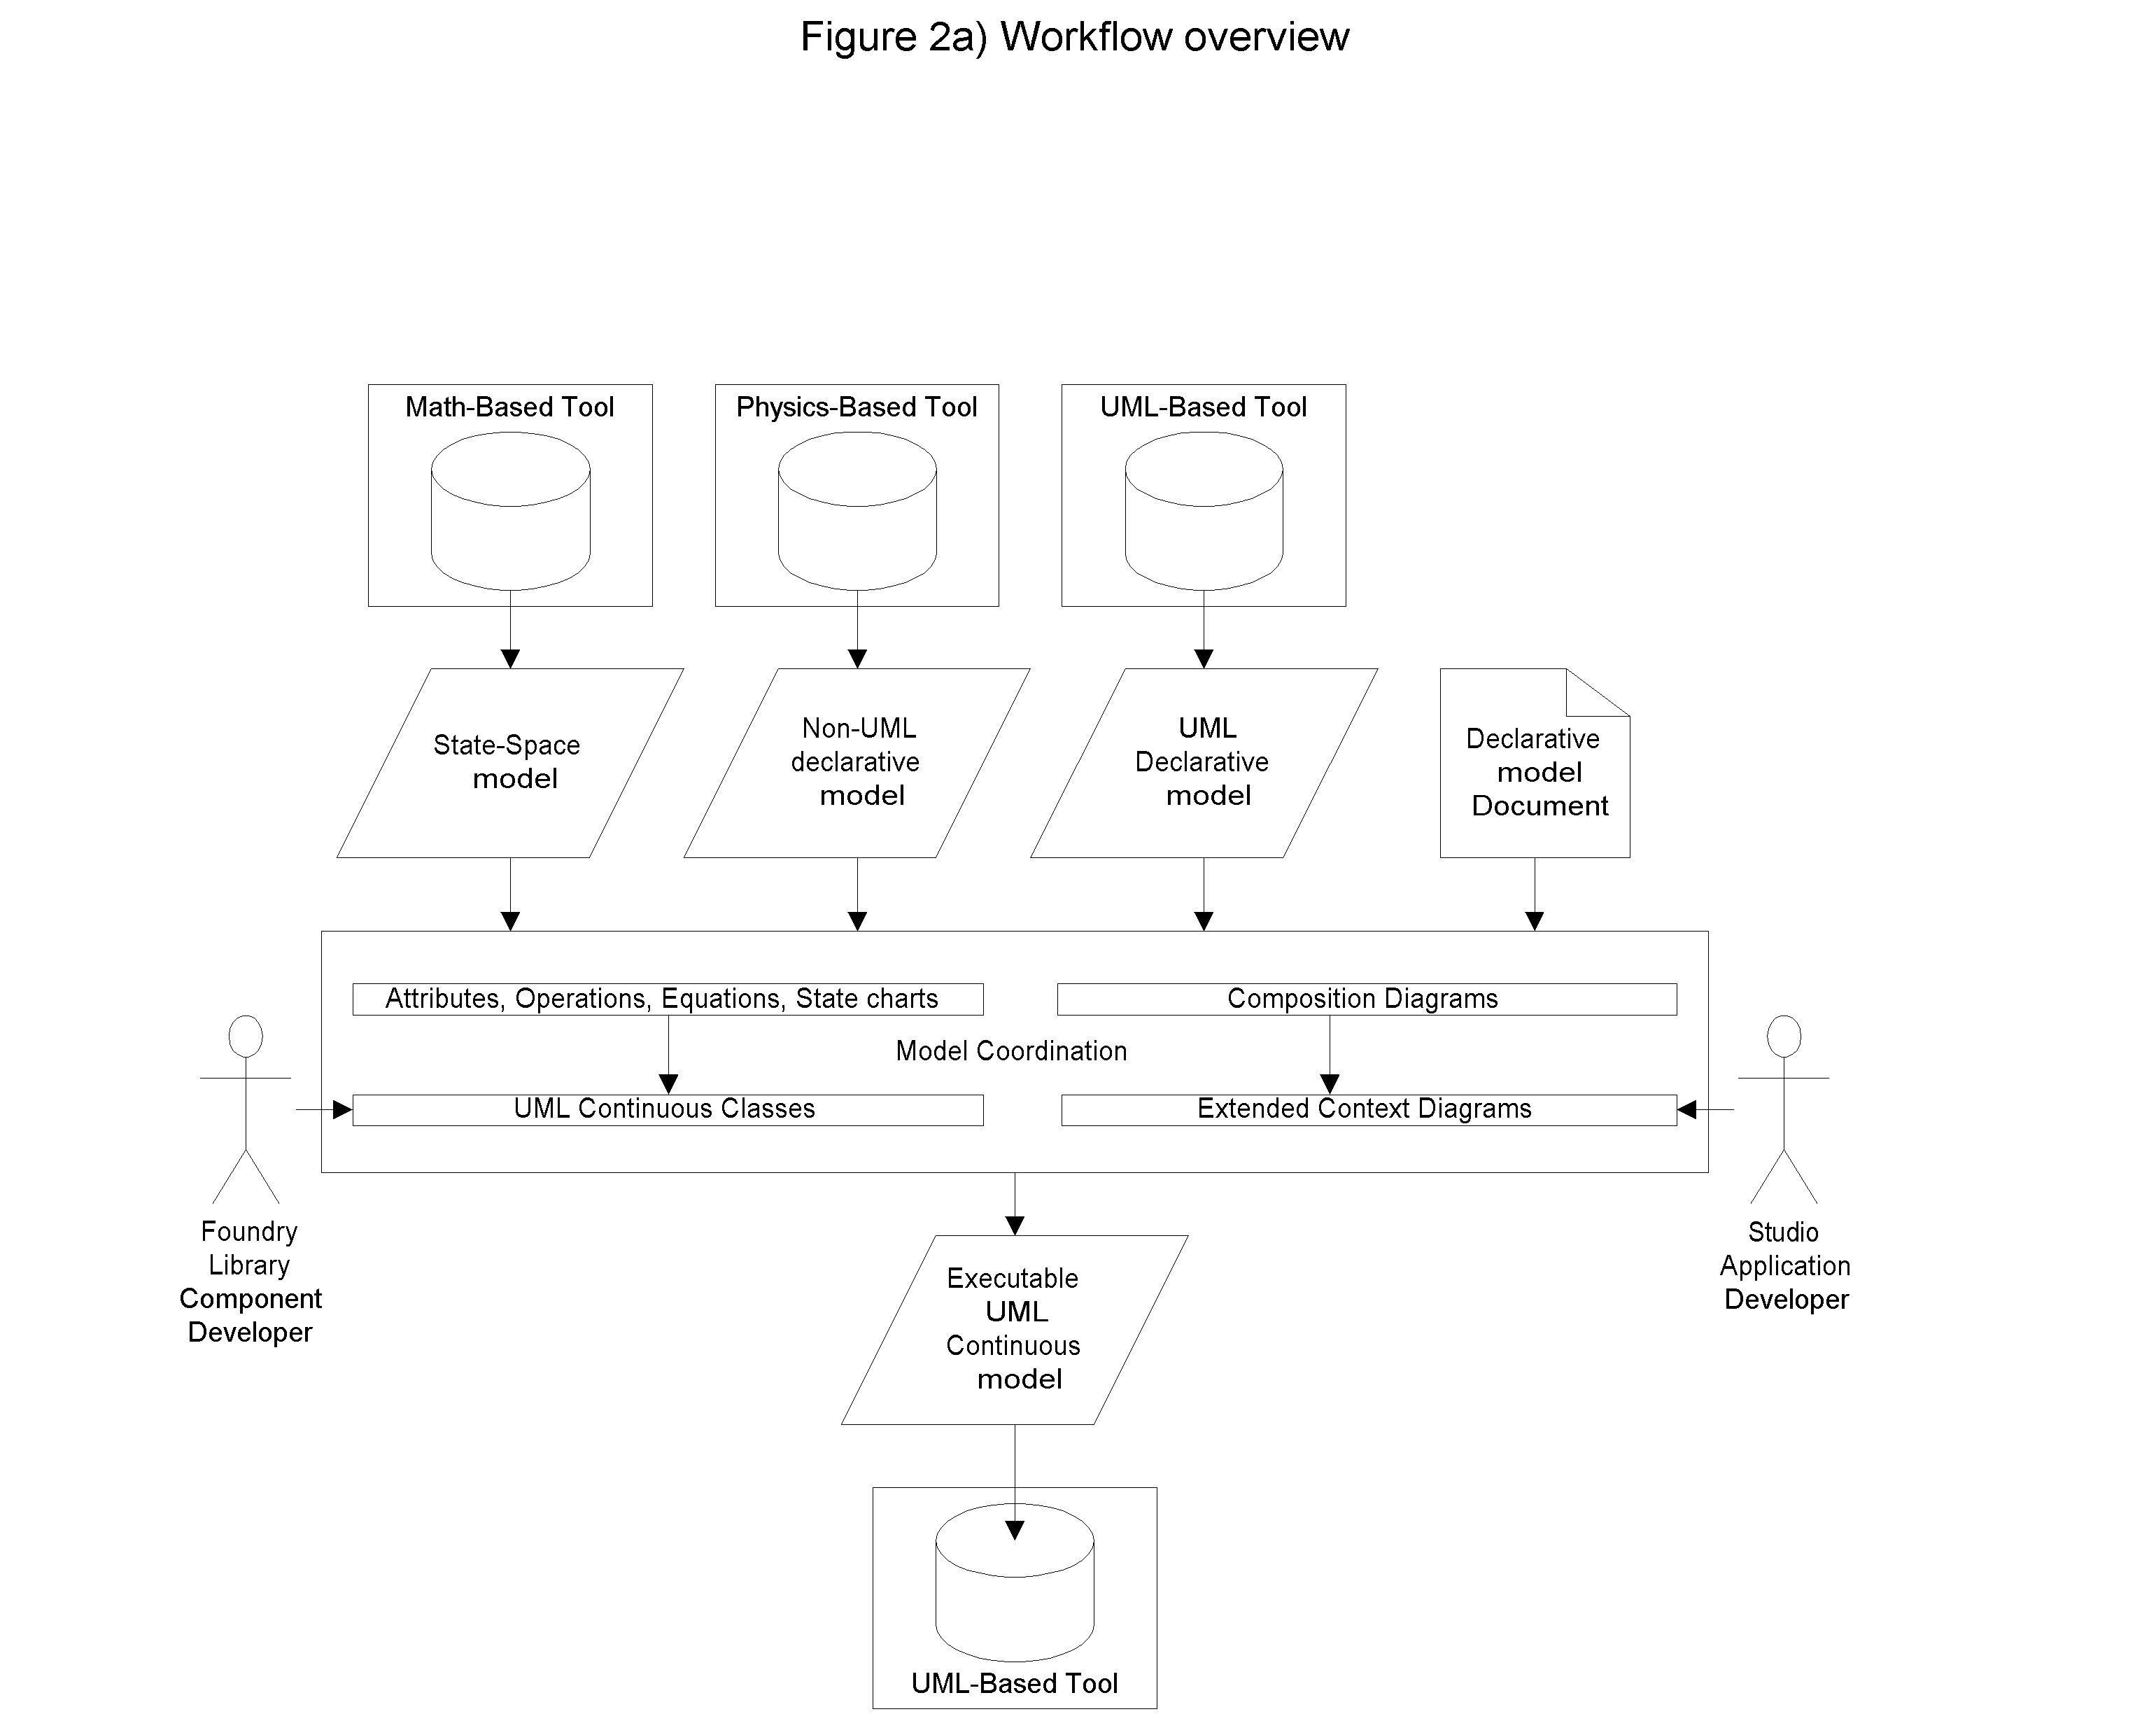 Figure 2a) Workflow overview
Math-Based Tool
Physics-Based Tool
UML-Based Tool
State-Space
model
Non-UML
declarative
model
UML
Declarative
model
Declarative
model
Document
Attributes, Operations, Equations, State charts
Composition Diagrams
Model Coordination
UML Continuous Classes
Extended Context Diagrams
Foundry
Library
Component
Developer
Studio
Application
Developer
Executable
UML
Continuous
model
UML-Based Tool